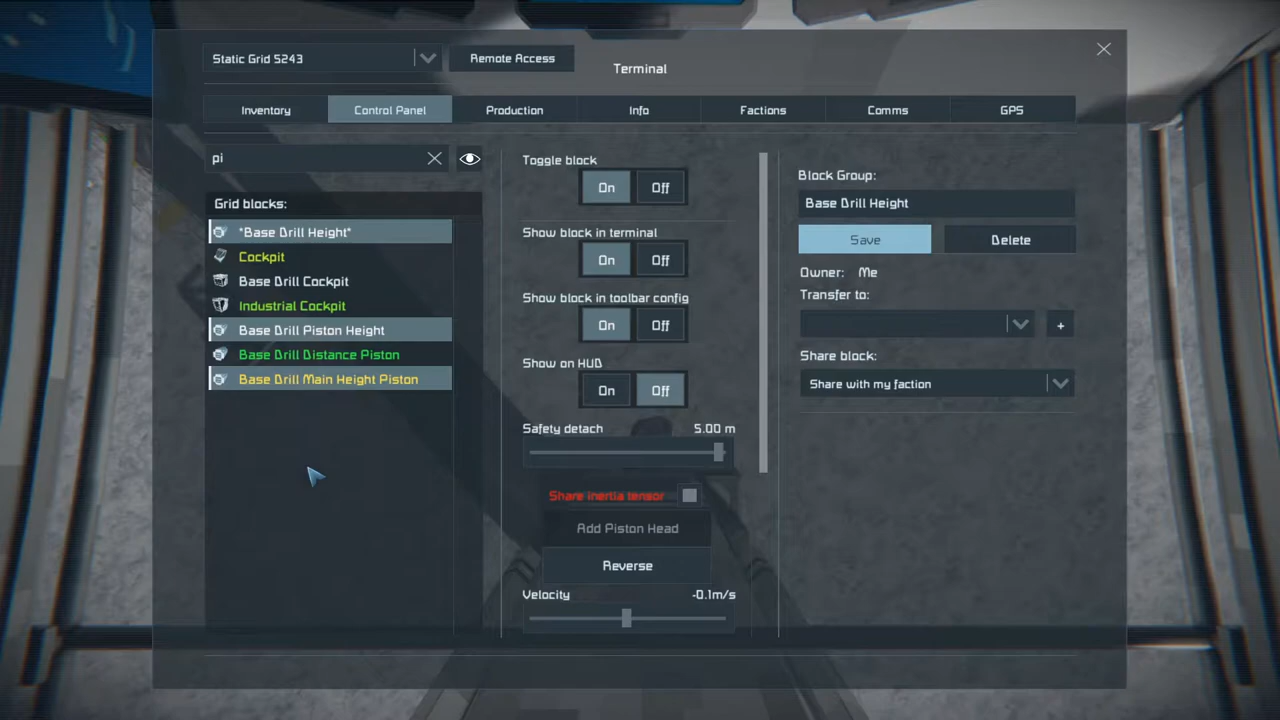 Static Grid 5243
Remote Access
Terminal
Inventory
Control Panel
Production
Info
Factions
Comms
GPS
pi
Grid blocks:
*Base Drill Height*
Cockpit
Base Drill Cockpit
Industrial Cockpit
Base Drill Piston Height
Base Drill Distance Piston
Base Drill Main Height Piston
Toggle block
On Off
Show block in terminal
On Off
Show block in toolbar config
On Off
Show on HUD
On Off
Safety detach 5.00 m
Share inertia tensor
Add Piston Head
Reverse
Velocity -0.1m/s
Block Group:
Base Drill Height
Save Delete
Owner: Me
Transfer to:
+
Share block:
Share with my faction